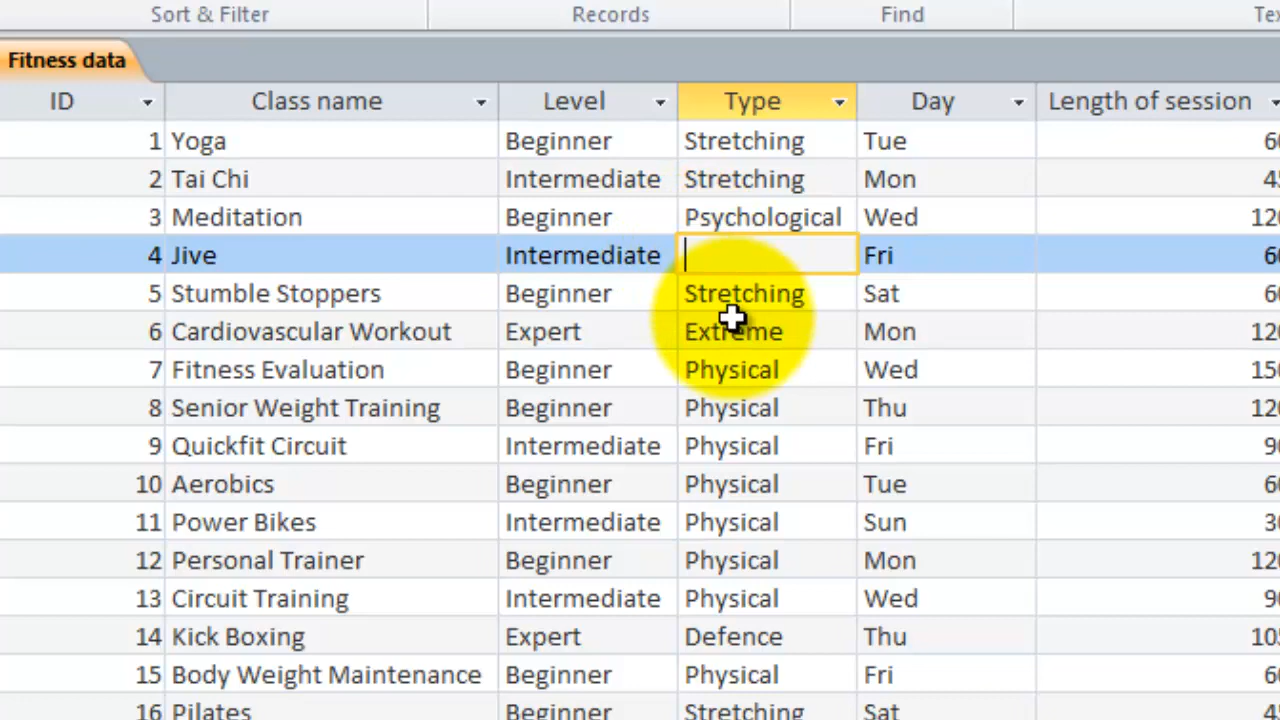 Sort & Filter Records Find
Fitness data
ID Class name Level Type Day Length of session
1 Yoga Beginner Stretching Tue
2 Tai Chi Intermediate Stretching Mon
3 Meditation Beginner Psychological Wed
4 Jive Intermediate Fri
5 Stumble Stoppers Beginner Stretching Sat
6 Cardiovascular Workout Expert Extreme Mon
7 Fitness Evaluation Beginner Physical Wed
8 Senior Weight Training Beginner Physical Thu
9 Quickfit Circuit Intermediate Physical Fri
10 Aerobics Beginner Physical Tue
11 Power Bikes Intermediate Physical Sun
12 Personal Trainer Beginner Physical Mon
13 Circuit Training Intermediate Physical Wed
14 Kick Boxing Expert Defence Thu
15 Body Weight Maintenance Beginner Physical Fri
16 Pilates Beginner Stretching Sat